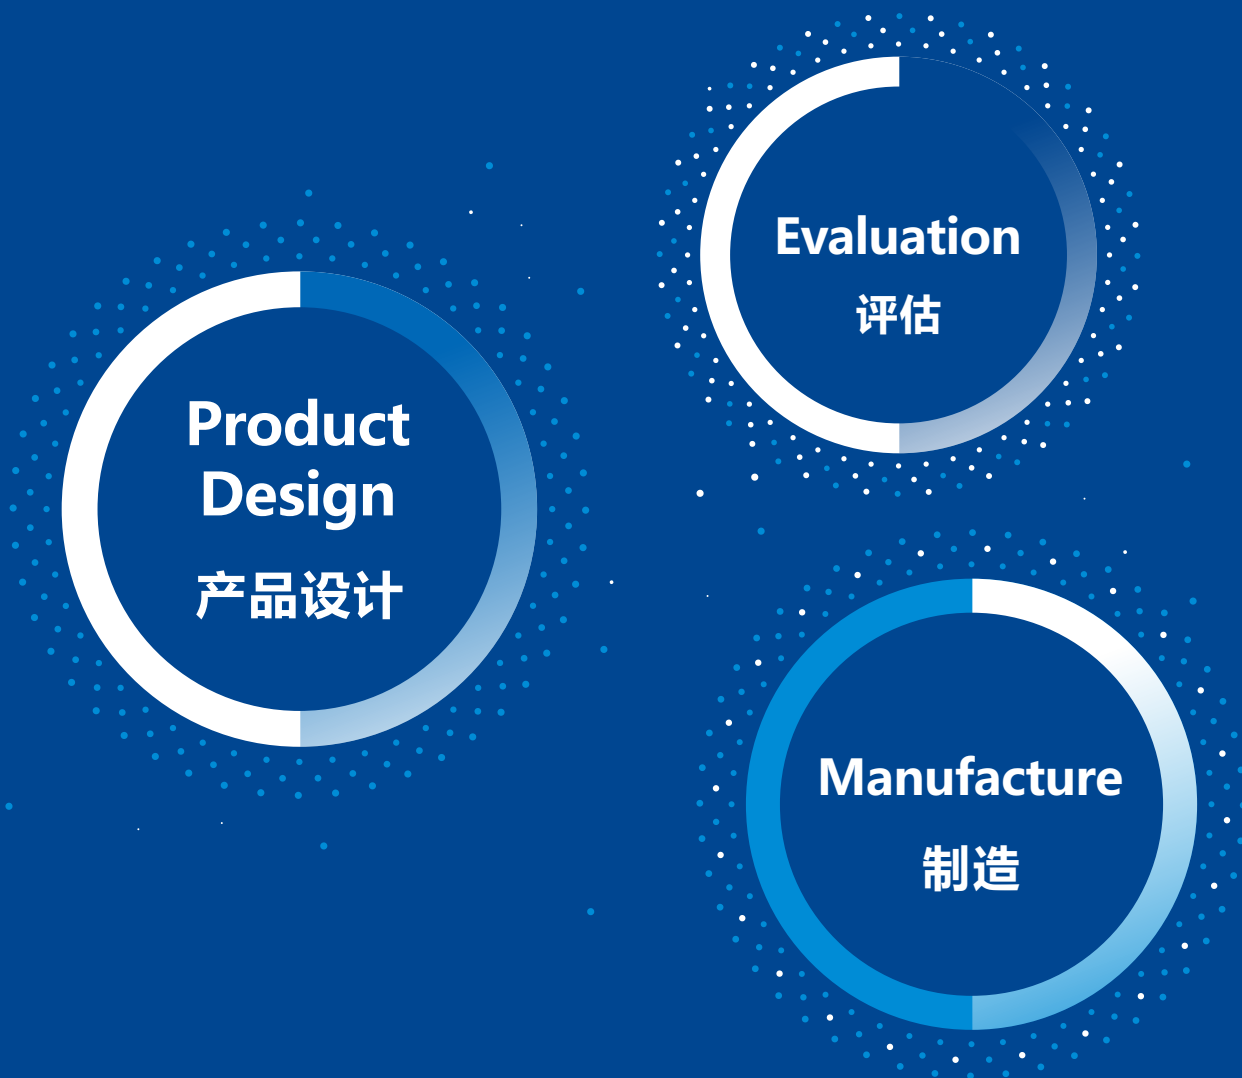 Product
Design
产品设计
Evaluation
评估
Manufacture
制造